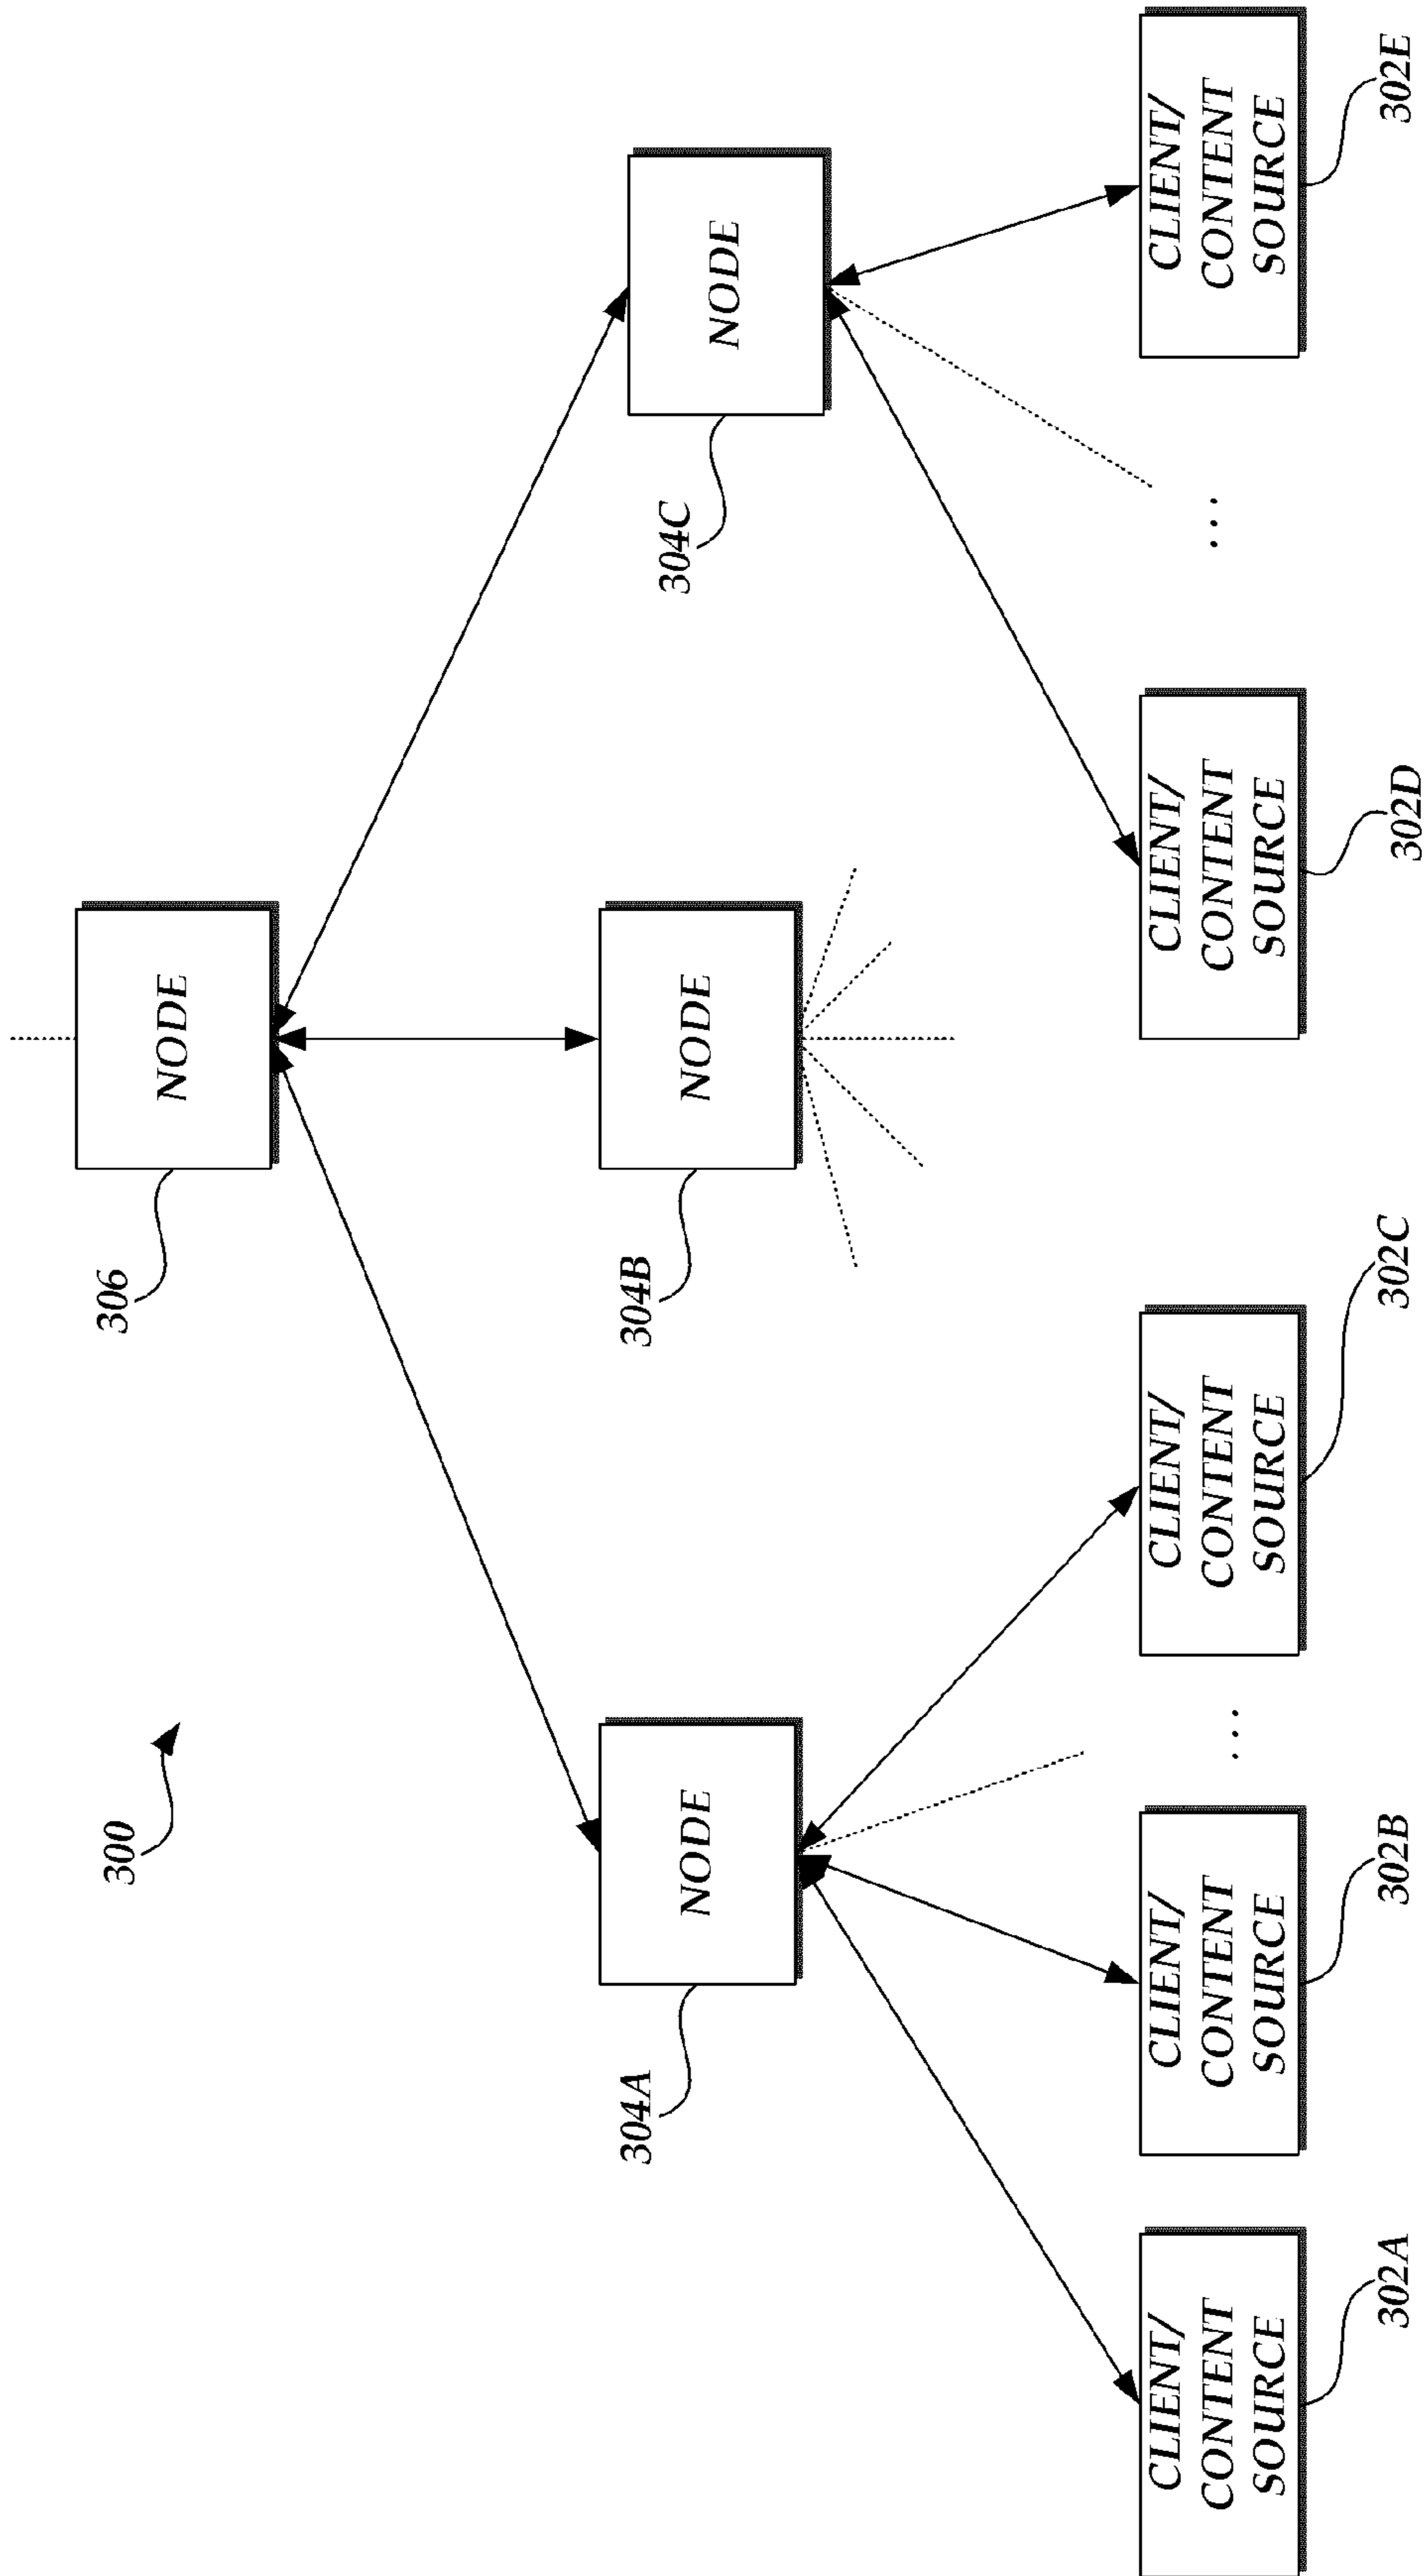 300
306
NODE
304A
NODE
304B
NODE
304C
NODE
CLIENT/
CONTENT
SOURCE
302A
CLIENT/
CONTENT
SOURCE
302B
...
CLIENT/
CONTENT
SOURCE
302C
CLIENT/
CONTENT
SOURCE
302D
...
CLIENT/
CONTENT
SOURCE
302E